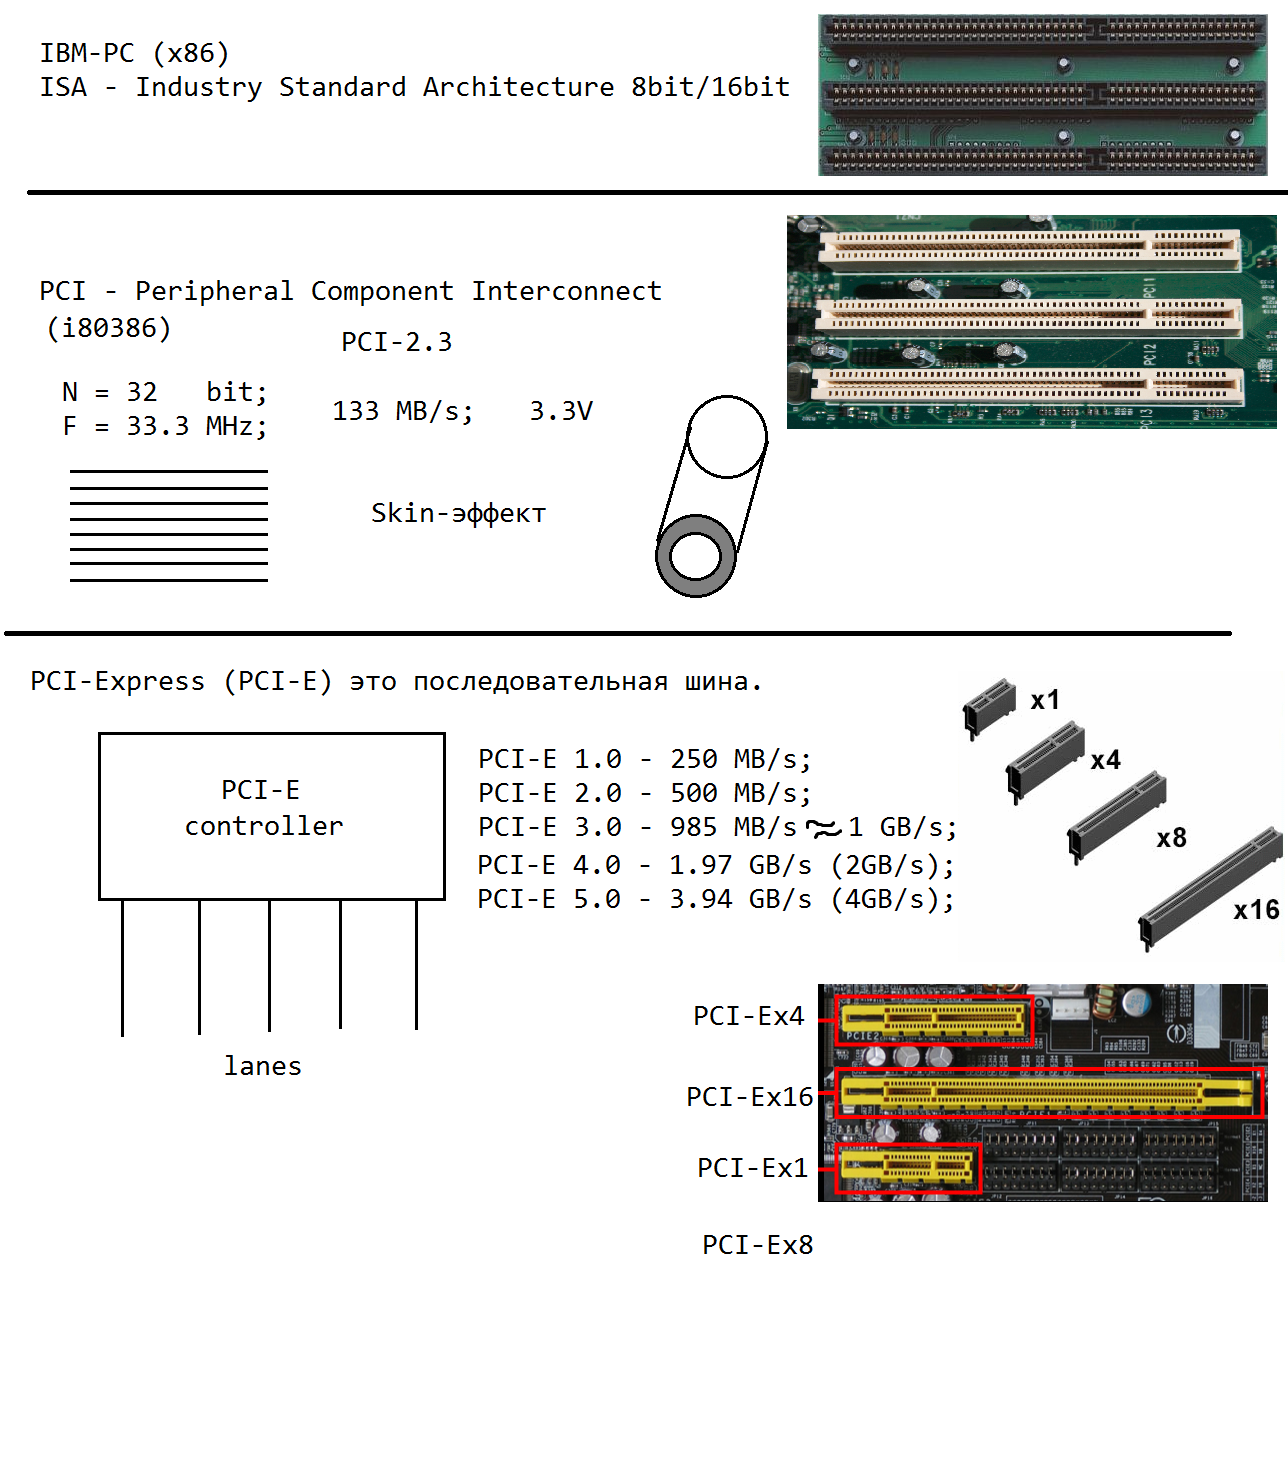 IBM-PC (x86)
ISA - Industry Standard Architecture 8bit/16bit
PCI - Peripheral Component Interconnect
(i80386)
PCI-2.3
N = 32 bit;
F = 33.3 MHz;
133 MB/s; 3.3V
Skin-эффект
PCI1
PCI2
PCI3
PCI-Express (PCI-E) это последовательная шина.
PCI-E
controller
lanes
PCI-E 1.0 - 250 MB/s;
PCI-E 2.0 - 500 MB/s;
PCI-E 3.0 - 985 MB/s ≈ 1 GB/s;
PCI-E 4.0 - 1.97 GB/s (2GB/s);
PCI-E 5.0 - 3.94 GB/s (4GB/s);
x1
x4
x8
x16
PCI-Ex4
PCIE2
PCI-Ex16
PCI-Ex1
PCI-Ex8